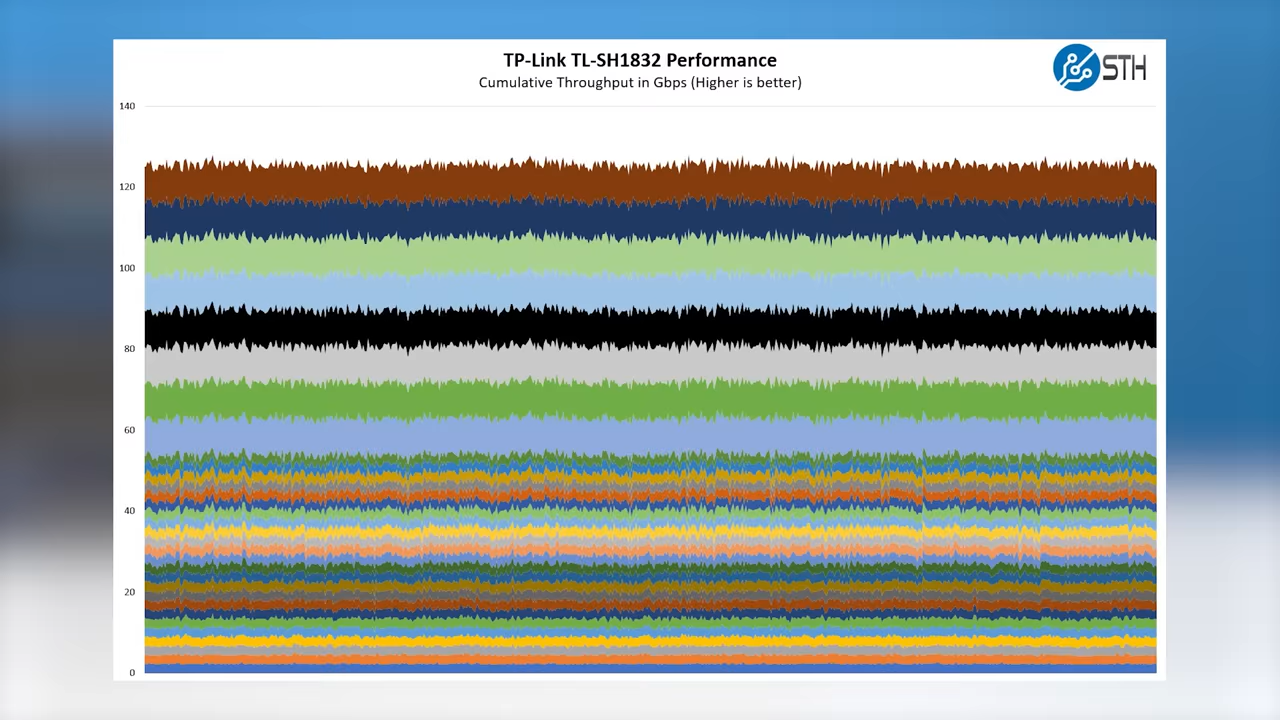 TP-Link TL-SH1832 Performance
Cumulative Throughput in Gbps (Higher is better)
STH
140
120
100
80
60
40
20
0